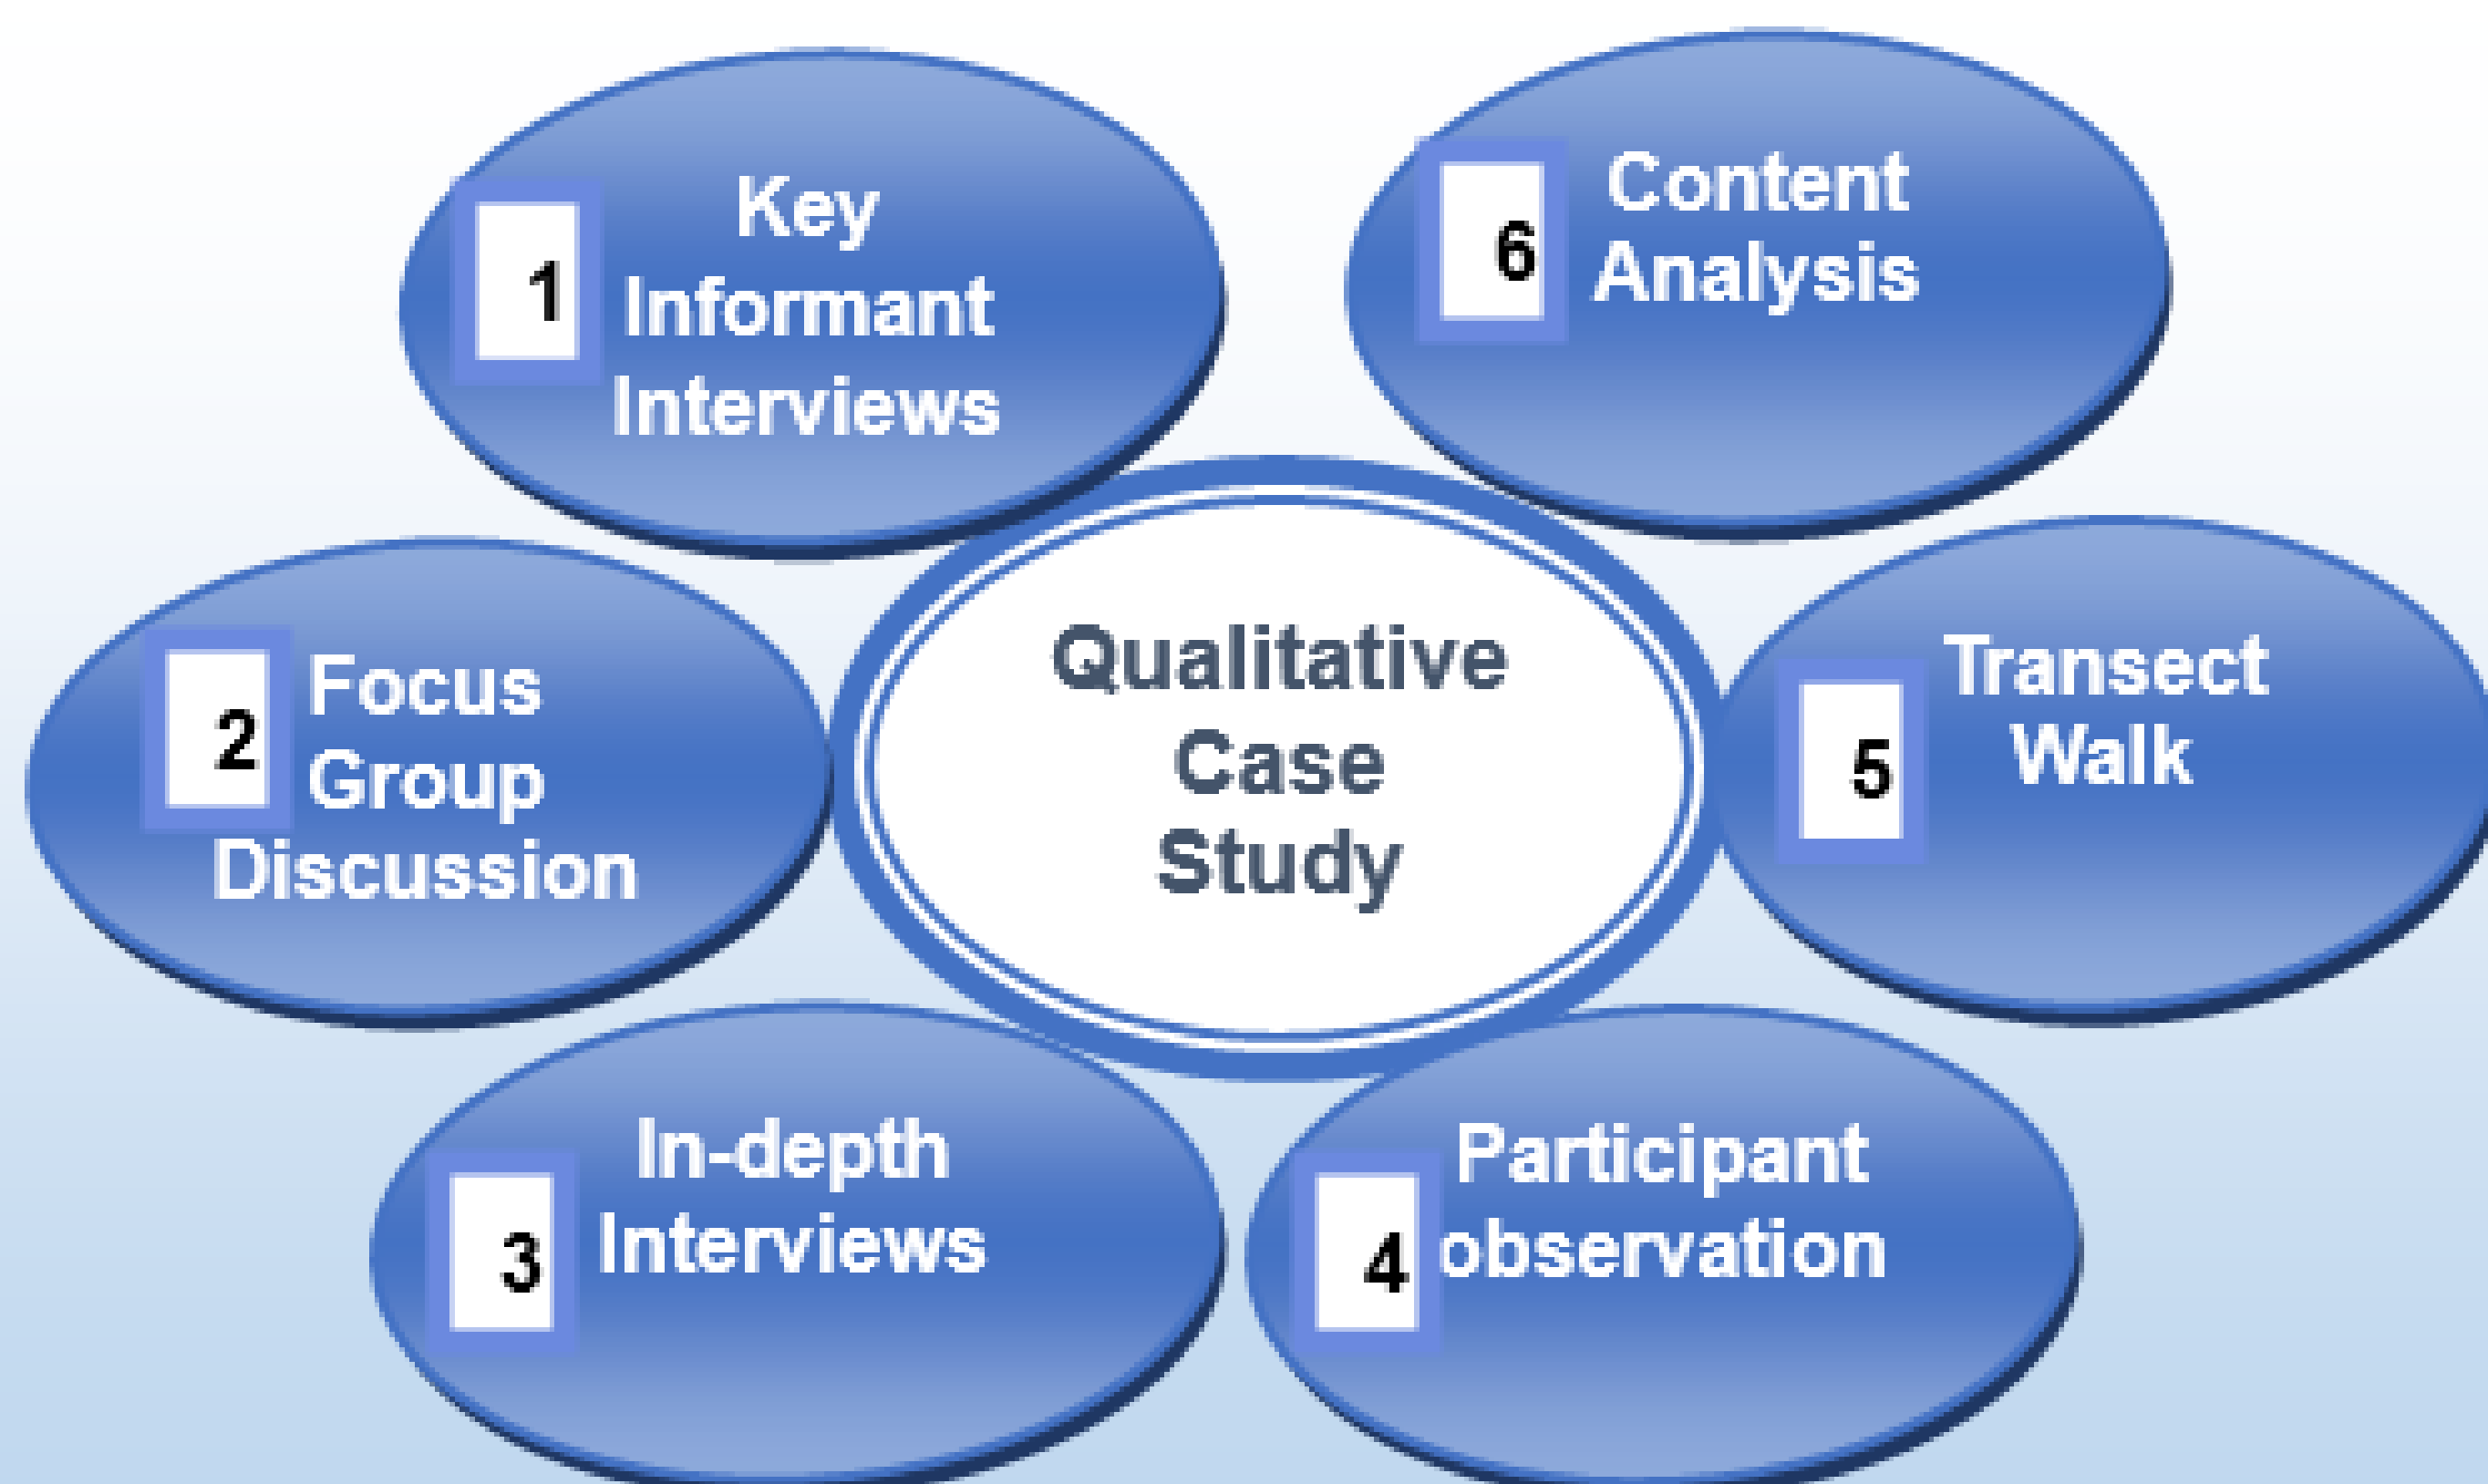 1
Key
Informant
Interviews
2
Focus
Group
Discussion
3
In-depth
Interviews
4
Participant
observation
5
Transect
Walk
6
Content
Analysis
Qualitative
Case
Study